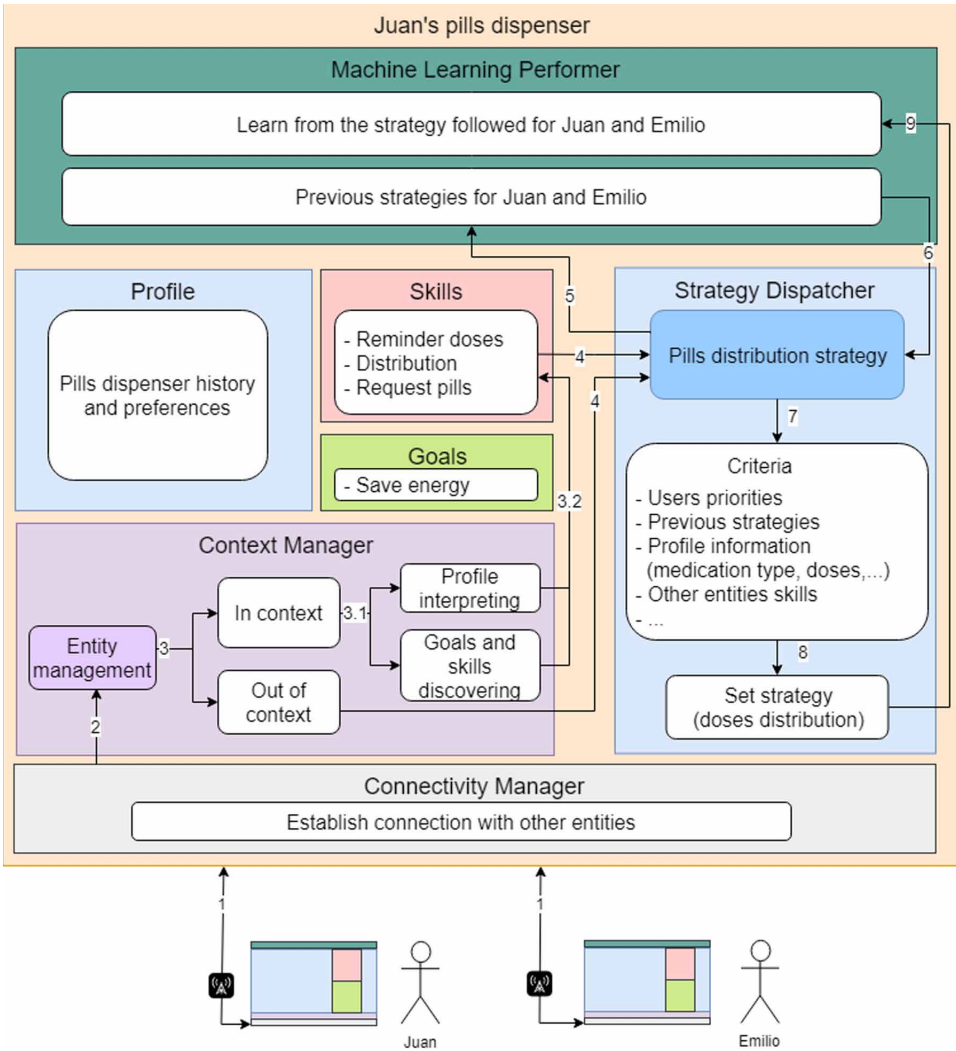 Juan's pills dispenser
Machine Learning Performer
Learn from the strategy followed for Juan and Emilio
9
Previous strategies for Juan and Emilio
6
5
Profile
Pills dispenser history
and preferences
Skills
- Reminder doses
- Distribution
- Request pills
4
4
Goals
- Save energy
3.2
Strategy Dispatcher
Pills distribution strategy
7
Criteria
- Users priorities
- Previous strategies
- Profile information
(medication type, doses,...)
- Other entities skills
- ...
8
Set strategy
(doses distribution)
Context Manager
Entity
management
3
In context
3.1
Profile
interpreting
Goals and
skills
discovering
Out of
context
2
Connectivity Manager
Establish connection with other entities
1
1
Juan
Emilio